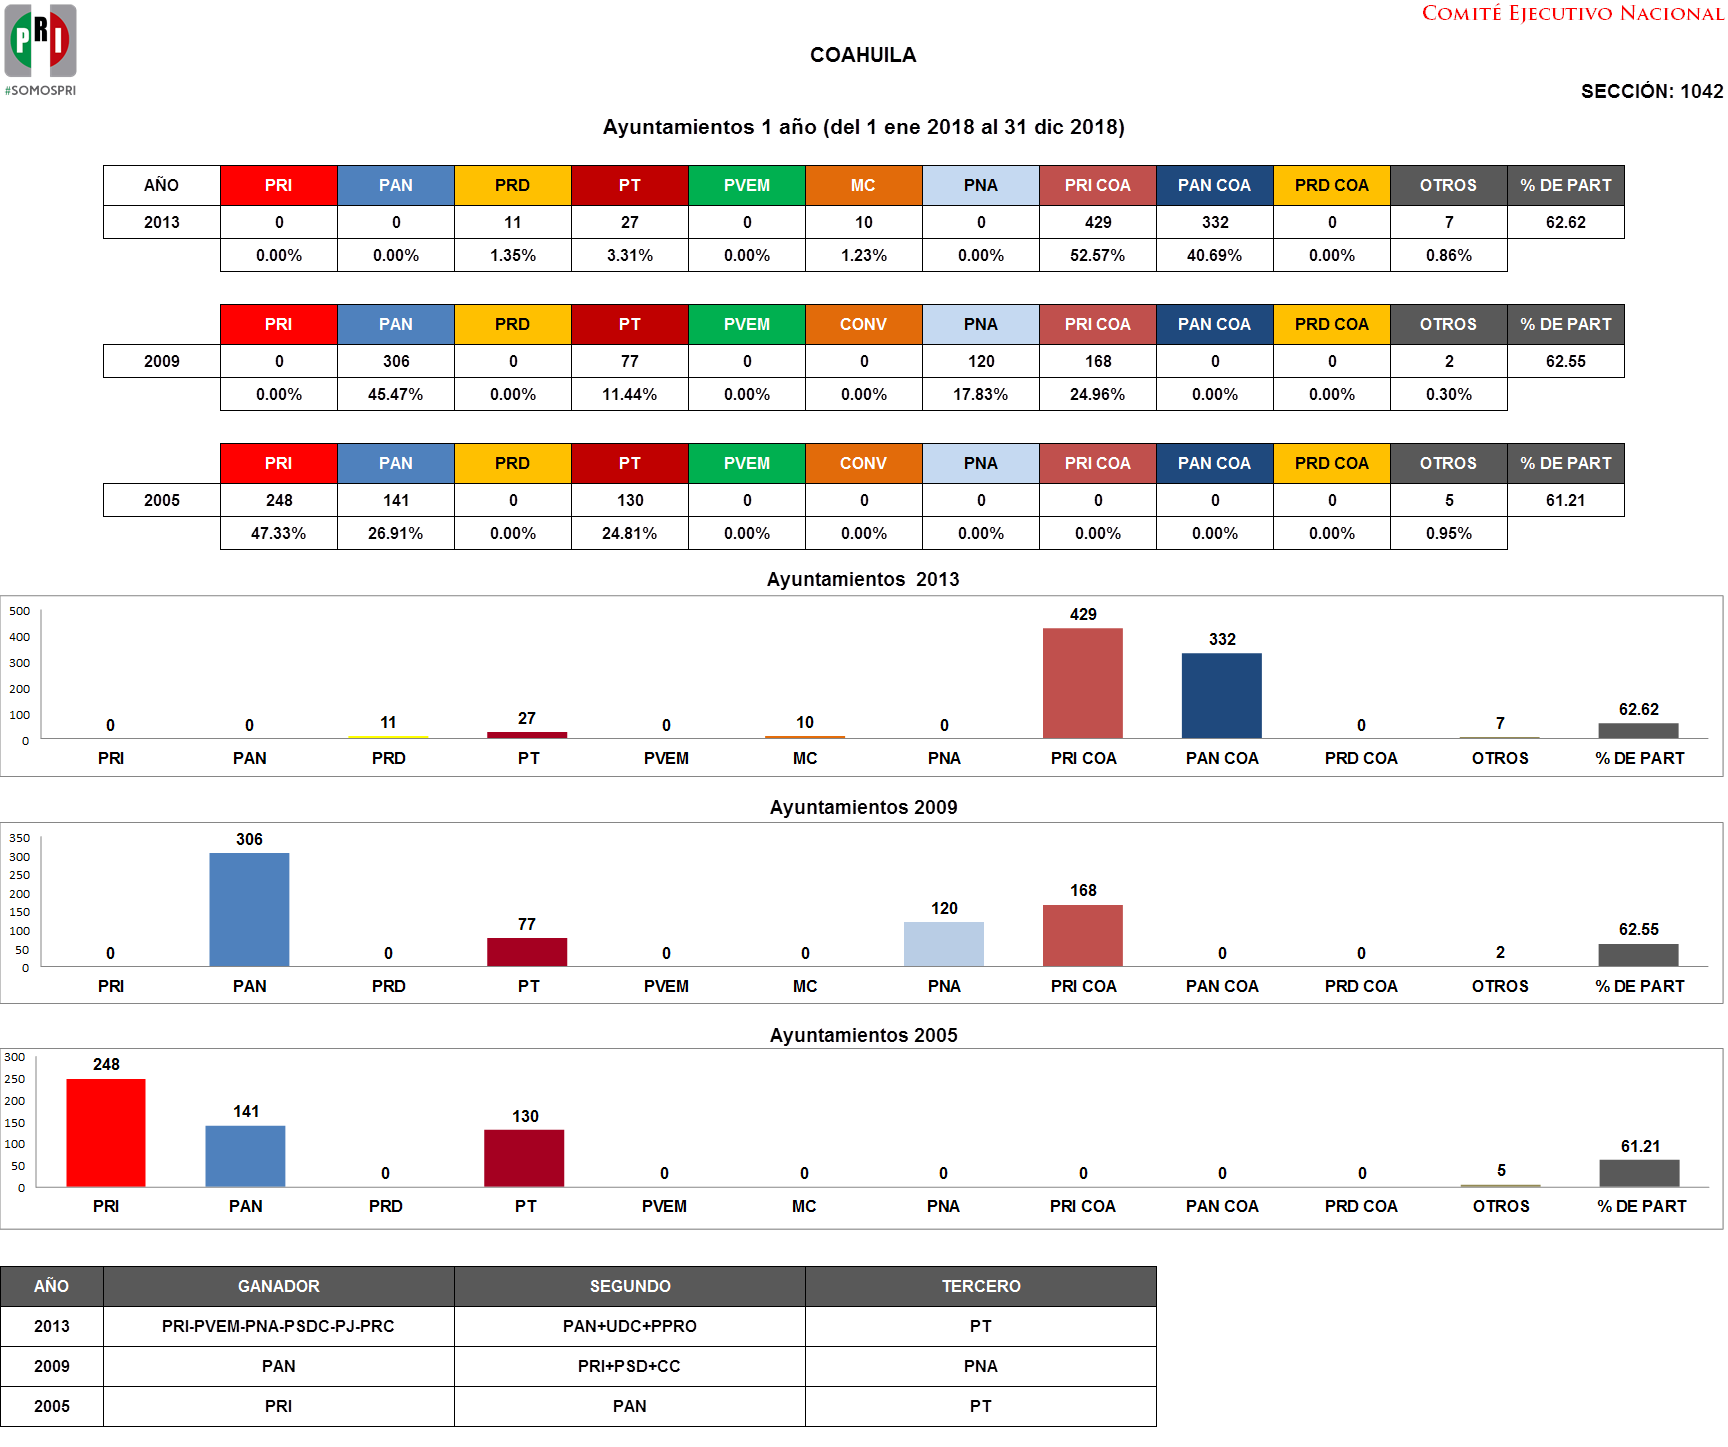 COMITÉ EJECUTIVO NACIONAL
PRI
#SOMOSPRI
COAHUILA
SECCIÓN: 1042
Ayuntamientos 1 año (del 1 ene 2018 al 31 dic 2018)
AÑO PRI PAN PRD PT PVEM MC PNA PRI COA PAN COA PRD COA OTROS % DE PART
2013 0 0 11 27 0 10 0 429 332 0 7 62.62
0.00% 0.00% 1.35% 3.31% 0.00% 1.23% 0.00% 52.57% 40.69% 0.00% 0.86%
PRI PAN PRD PT PVEM CONV PNA PRI COA PAN COA PRD COA OTROS % DE PART
2009 0 306 0 77 0 0 120 168 0 0 2 62.55
0.00% 45.47% 0.00% 11.44% 0.00% 0.00% 17.83% 24.96% 0.00% 0.00% 0.30%
PRI PAN PRD PT PVEM CONV PNA PRI COA PAN COA PRD COA OTROS % DE PART
2005 248 141 0 130 0 0 0 0 0 0 5 61.21
47.33% 26.91% 0.00% 24.81% 0.00% 0.00% 0.00% 0.00% 0.00% 0.00% 0.95%
Ayuntamientos 2013
500
400
300
200
100
0
0 0 11 27 0 10 0 429 332 0 7 62.62
PRI PAN PRD PT PVEM MC PNA PRI COA PAN COA PRD COA OTROS % DE PART
Ayuntamientos 2009
350
300
250
200
150
100
50
0
0 306 0 77 0 0 120 168 0 0 2 62.55
PRI PAN PRD PT PVEM MC PNA PRI COA PAN COA PRD COA OTROS % DE PART
Ayuntamientos 2005
300
250
200
150
100
50
0
248 141 0 130 0 0 0 0 0 0 5 61.21
PRI PAN PRD PT PVEM MC PNA PRI COA PAN COA PRD COA OTROS % DE PART
AÑO GANADOR SEGUNDO TERCERO
2013 PRI-PVEM-PNA-PSDC-PJ-PRC PAN+UDC+PPRO PT
2009 PAN PRI+PSD+CC PNA
2005 PRI PAN PT